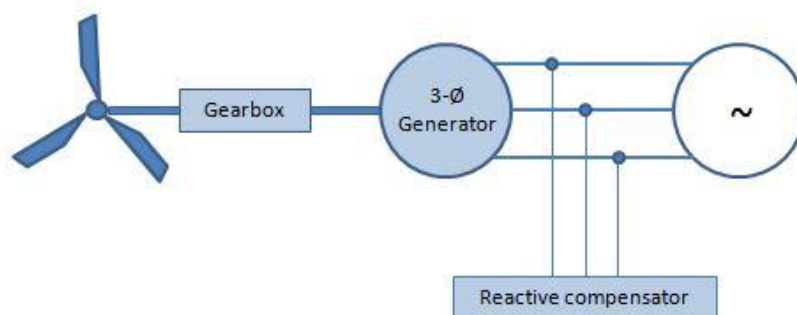 Gearbox
3-Ø
Generator
~
Reactive compensator